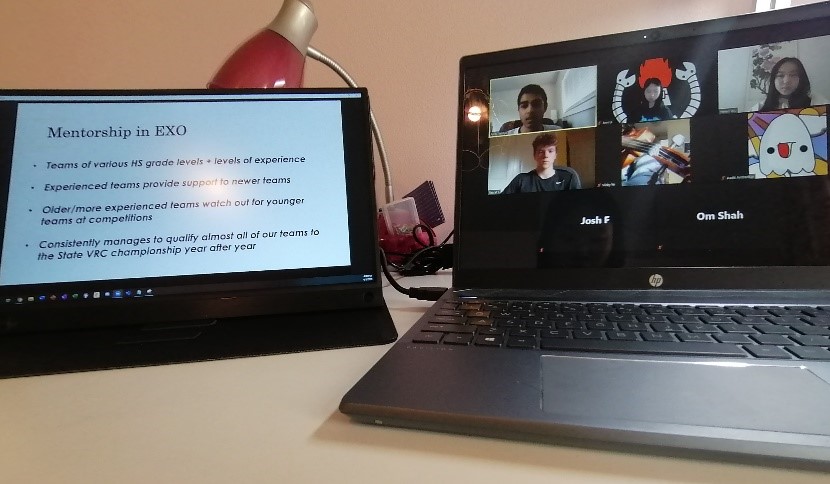 Mentorship in EXO
• Teams of various HS grade levels + levels of experience
• Experienced teams provide support to newer teams
• Older/more experienced teams watch out for younger
teams at competitions
• Consistently manages to qualify almost all of our teams to
the State VRC championship year after year
Josh F
Om Shah
hp